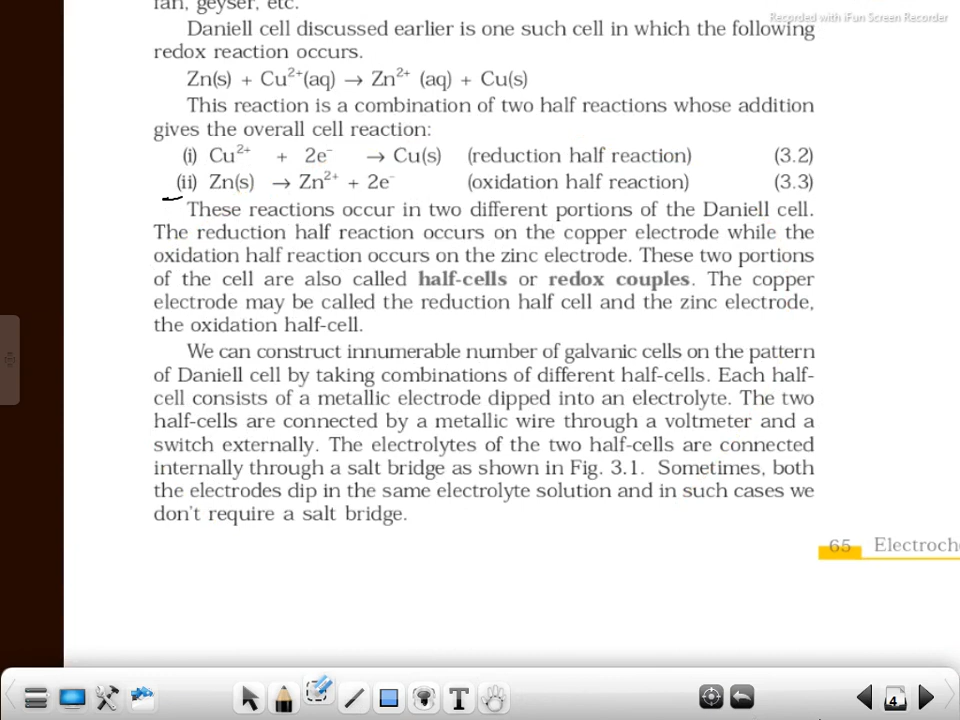 fan, geyser, etc.
Recorded with iFun Screen Recorder
Daniell cell discussed earlier is one such cell in which the following
redox reaction occurs.
Zn(s) + Cu²⁺(aq) → Zn²⁺ (aq) + Cu(s)
This reaction is a combination of two half reactions whose addition
gives the overall cell reaction:
(i) Cu²⁺ + 2e⁻ → Cu(s) (reduction half reaction) (3.2)
(ii) Zn(s) → Zn²⁺ + 2e⁻ (oxidation half reaction) (3.3)
These reactions occur in two different portions of the Daniell cell.
The reduction half reaction occurs on the copper electrode while the
oxidation half reaction occurs on the zinc electrode. These two portions
of the cell are also called half-cells or redox couples. The copper
electrode may be called the reduction half cell and the zinc electrode,
the oxidation half-cell.
We can construct innumerable number of galvanic cells on the pattern
of Daniell cell by taking combinations of different half-cells. Each half-
cell consists of a metallic electrode dipped into an electrolyte. The two
half-cells are connected by a metallic wire through a voltmeter and a
switch externally. The electrolytes of the two half-cells are connected
internally through a salt bridge as shown in Fig. 3.1. Sometimes, both
the electrodes dip in the same electrolyte solution and in such cases we
don't require a salt bridge.
65 Electroch
T 4